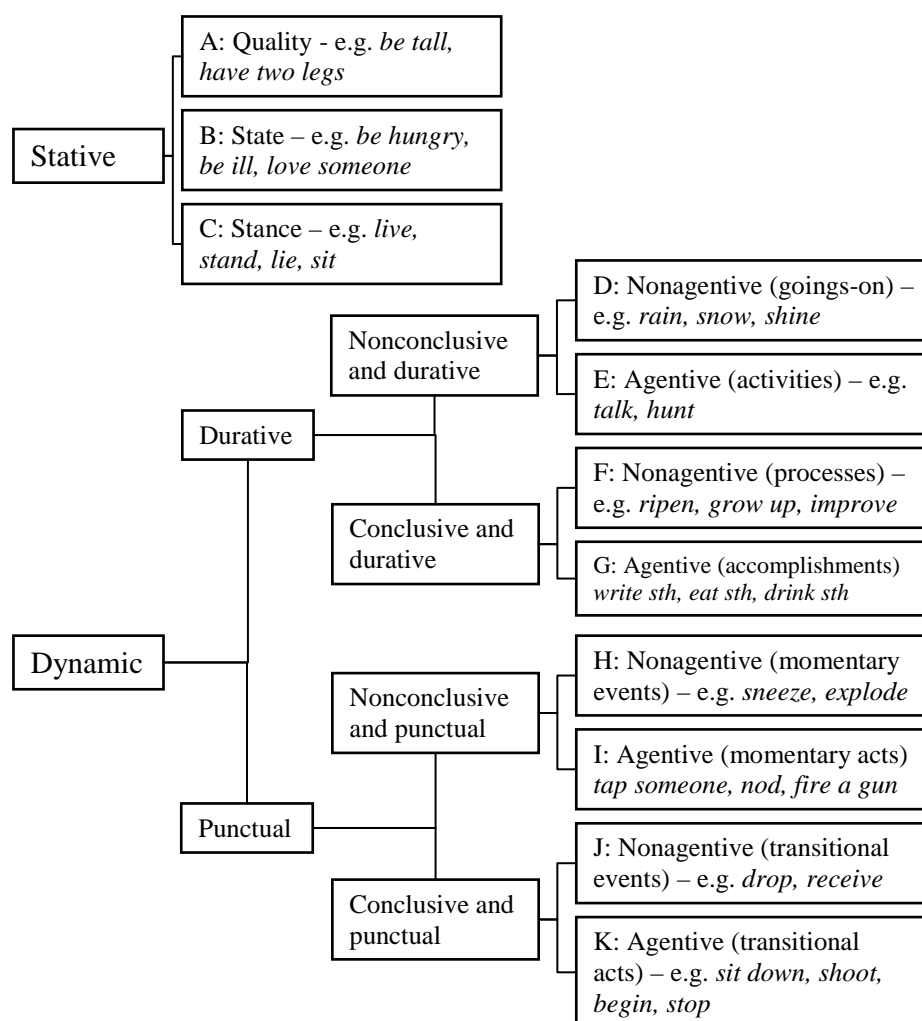 A: Quality - e.g. be tall,
have two legs
Stative
B: State – e.g. be hungry,
be ill, love someone
C: Stance – e.g. live,
stand, lie, sit
D: Nonagentive (goings-on) –
e.g. rain, snow, shine
Nonconclusive
and durative
E: Agentive (activities) – e.g.
talk, hunt
Durative
F: Nonagentive (processes) –
e.g. ripen, grow up, improve
Conclusive and
durative
G: Agentive (accomplishments)
write sth, eat sth, drink sth
Dynamic
H: Nonagentive (momentary
events) – e.g. sneeze, explode
Nonconclusive
and punctual
I: Agentive (momentary acts)
tap someone, nod, fire a gun
Punctual
J: Nonagentive (transitional
events) – e.g. drop, receive
Conclusive and
punctual
K: Agentive (transitional
acts) – e.g. sit down, shoot,
begin, stop